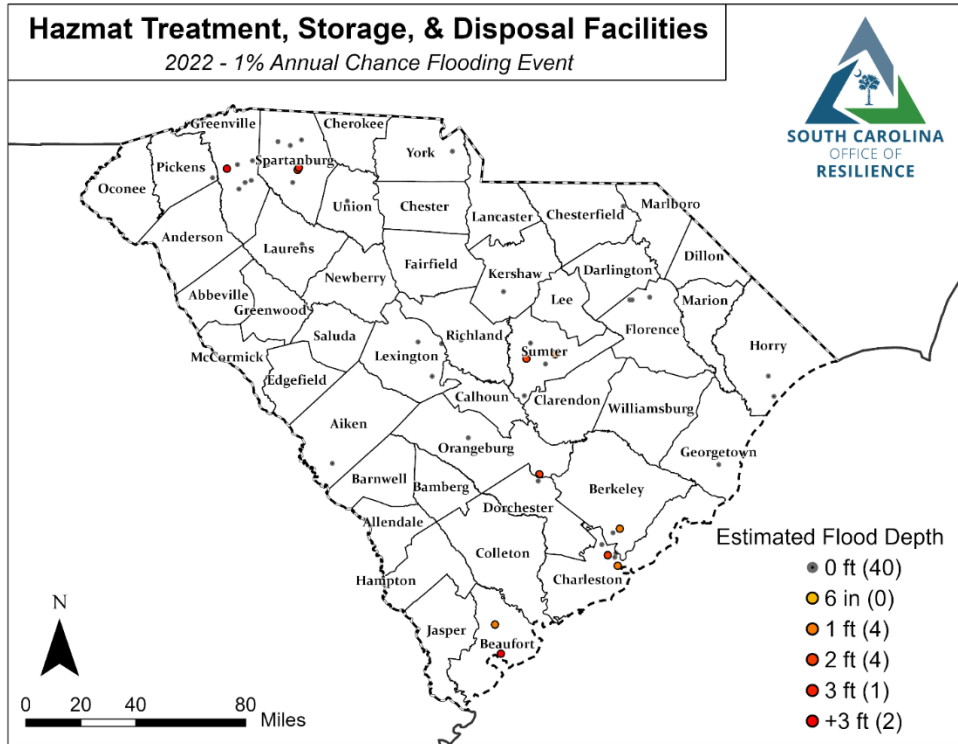 Hazmat Treatment, Storage, & Disposal Facilities
2022 - 1% Annual Chance Flooding Event
SOUTH CAROLINA
OFFICE OF
RESILIENCE
Greenville
Cherokee
Pickens
Spartanburg
York
Oconee
Union
Chester
Lancaster
Chesterfield
Marlboro
Anderson
Laurens
Fairfield
Kershaw
Darlington
Dillon
Newberry
Abbeville
Greenwood
Lee
Marion
Saluda
Richland
Florence
Horry
McCormick
Lexington
Sumter
Edgefield
Calhoun
Clarendon
Williamsburg
Aiken
Orangeburg
Georgetown
Barnwell
Bamberg
Berkeley
Dorchester
Allendale
Colleton
Charleston
Hampton
Jasper
Beaufort
Estimated Flood Depth
0 ft (40)
6 in (0)
1 ft (4)
2 ft (4)
3 ft (1)
+3 ft (2)
N
0 20 40 80
Miles